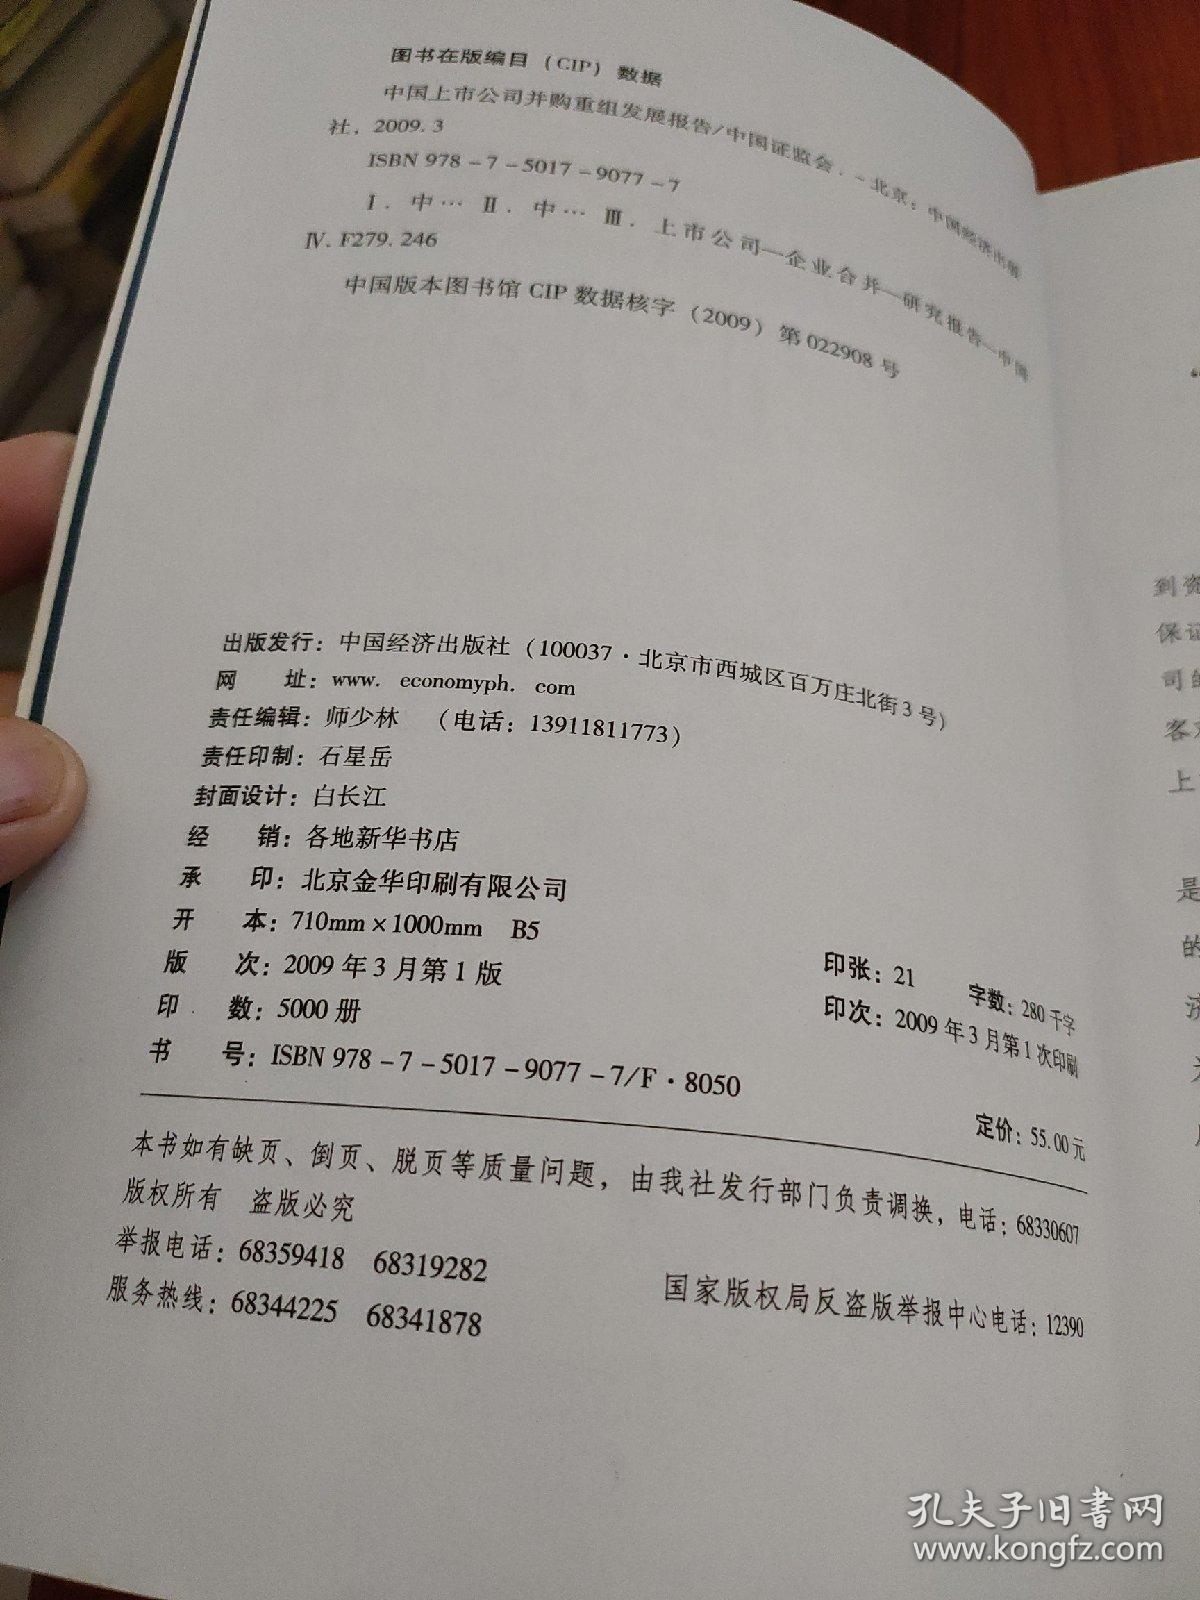 图书在版编目（CIP）数据
中国上市公司并购重组发展报告/中国证监会．－北京：中国经济出版
社，2009.3
ISBN 978-7-5017-9077-7
Ⅰ．中… Ⅱ．中… Ⅲ．上市公司—企业合并—研究报告—中国
Ⅳ．F279.246
中国版本图书馆CIP数据核字（2009）第022908号
出版发行：中国经济出版社（100037·北京市西城区百万庄北街3号）
网　　址：www. economyph. com
责任编辑：师少林　（电话：13911811773）
责任印制：石星岳
封面设计：白长江
经　　销：各地新华书店
承　　印：北京金华印刷有限公司
开　　本：710mm×1000mm　B5
版　　次：2009年3月第1版　印张：21　字数：280千字
印　　数：5000册　印次：2009年3月第1次印刷
书　　号：ISBN 978-7-5017-9077-7/F·8050　定价：55.00元
本书如有缺页、倒页、脱页等质量问题，由我社发行部门负责调换，电话：68330607
版权所有　盗版必究
举报电话：68359418　68319282　国家版权局反盗版举报中心电话：12390
服务热线：68344225　68341878
到资
保证
司的
客观
上
是
的
济
孔夫子旧书网
www.kongfz.com